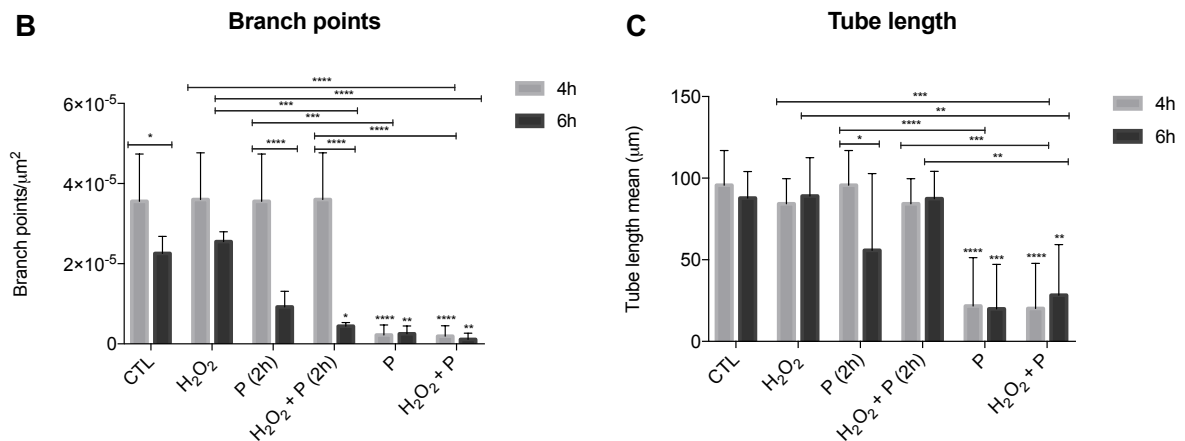 B
Branch points
****
****
***
***
****
* **** ****
4h
6h
6×10⁻⁵
4×10⁻⁵
2×10⁻⁵
0
Branch points/μm²
* **** ** **** **
CTL
H₂O₂
P (2h)
H₂O₂ + P (2h)
P
H₂O₂ + P
C
Tube length
***
**
****
***
*
**
4h
6h
150
100
50
0
Tube length mean (μm)
**** *** **** **
CTL
H₂O₂
P (2h)
H₂O₂ + P (2h)
P
H₂O₂ + P